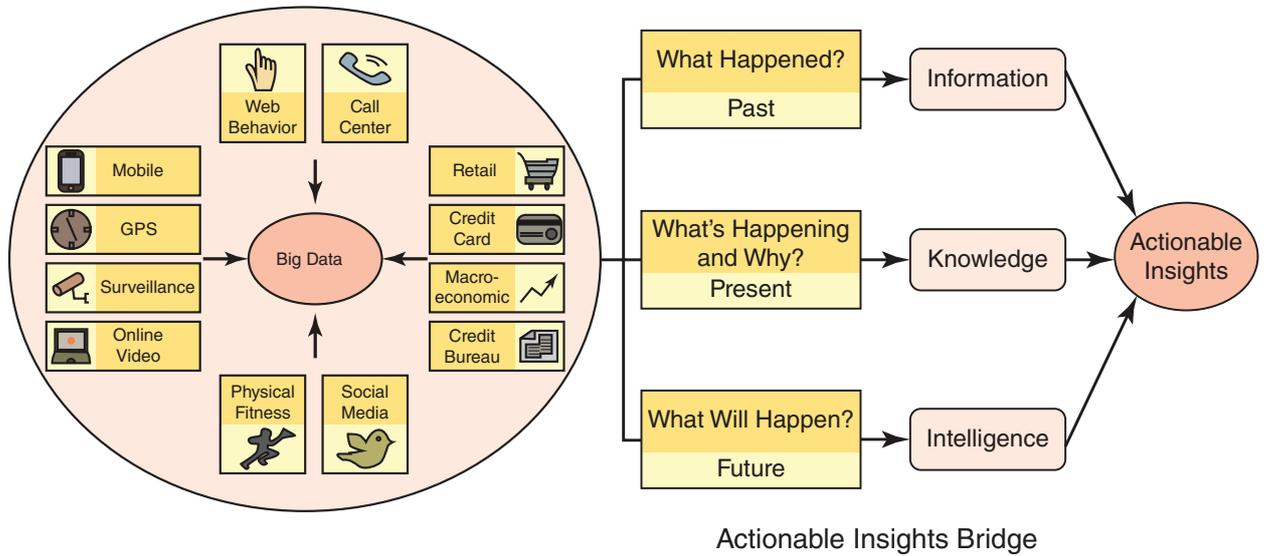 Web
Behavior
Call
Center
Mobile
GPS
Surveillance
Online
Video
Big Data
Retail
Credit
Card
Macro-
economic
Credit
Bureau
Physical
Fitness
Social
Media
What Happened?
Past
Information
What’s Happening
and Why?
Present
Knowledge
What Will Happen?
Future
Intelligence
Actionable
Insights
Actionable Insights Bridge